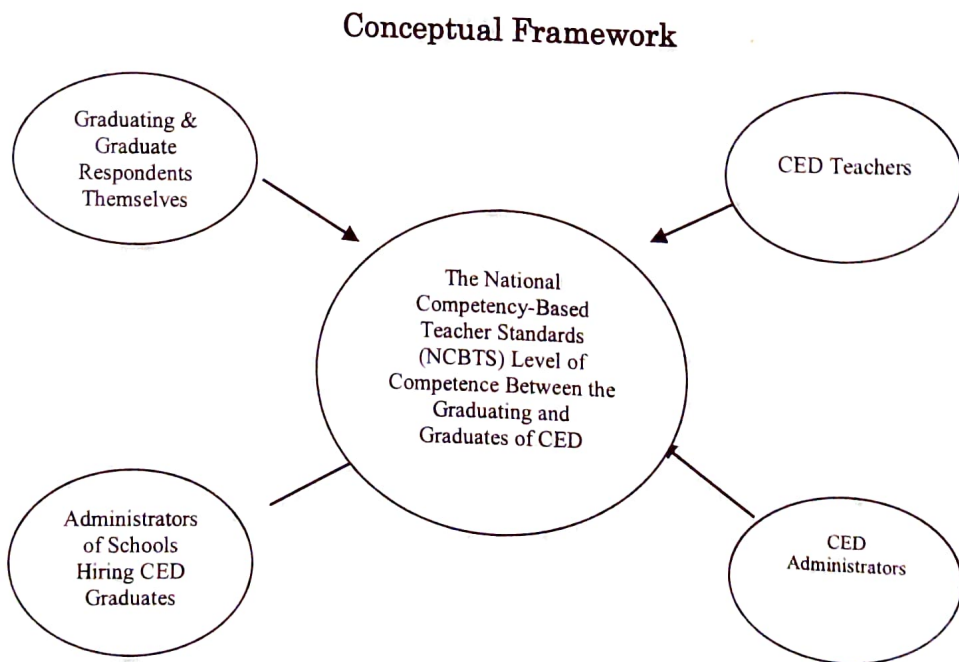 Conceptual Framework
Graduating &
Graduate
Respondents
Themselves
CED Teachers
The National
Competency-Based
Teacher Standards
(NCBTS) Level of
Competence Between the
Graduating and
Graduates of CED
Administrators
of Schools
Hiring CED
Graduates
CED
Administrators